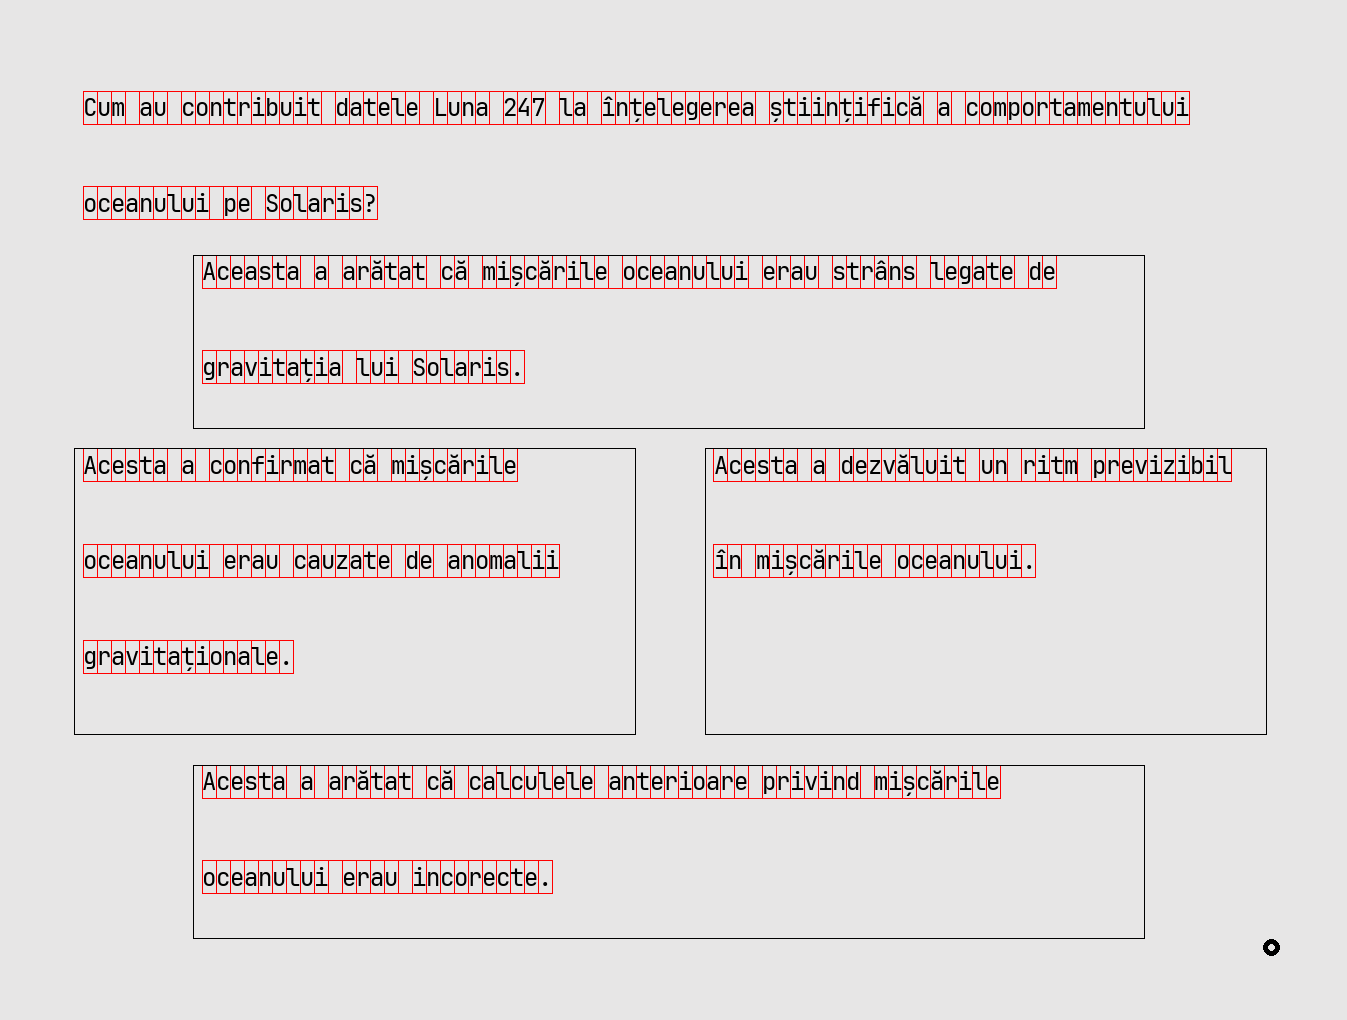 Cum au contribuit datele Luna 247 la înțelegerea științifică a comportamentului
oceanului pe Solaris?
Aceasta a arătat că mișcările oceanului erau strâns legate de
gravitația lui Solaris.
Acesta a confirmat că mișcările
oceanului erau cauzate de anomalii
gravitaționale.
Acesta a dezvăluit un ritm previzibil
în mișcările oceanului.
Acesta a arătat că calculele anterioare privind mișcările
oceanului erau incorecte.